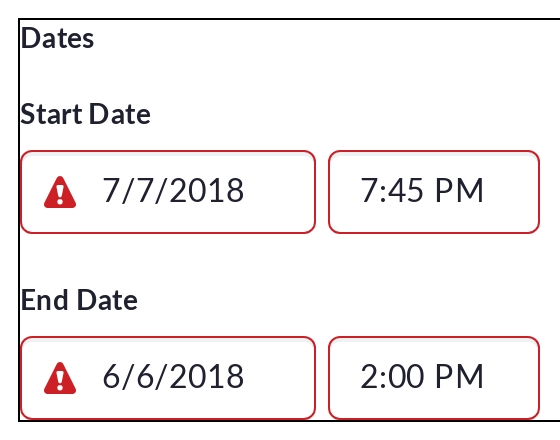 Dates
Start Date
7/7/2018 7:45 PM
End Date
6/6/2018 2:00 PM